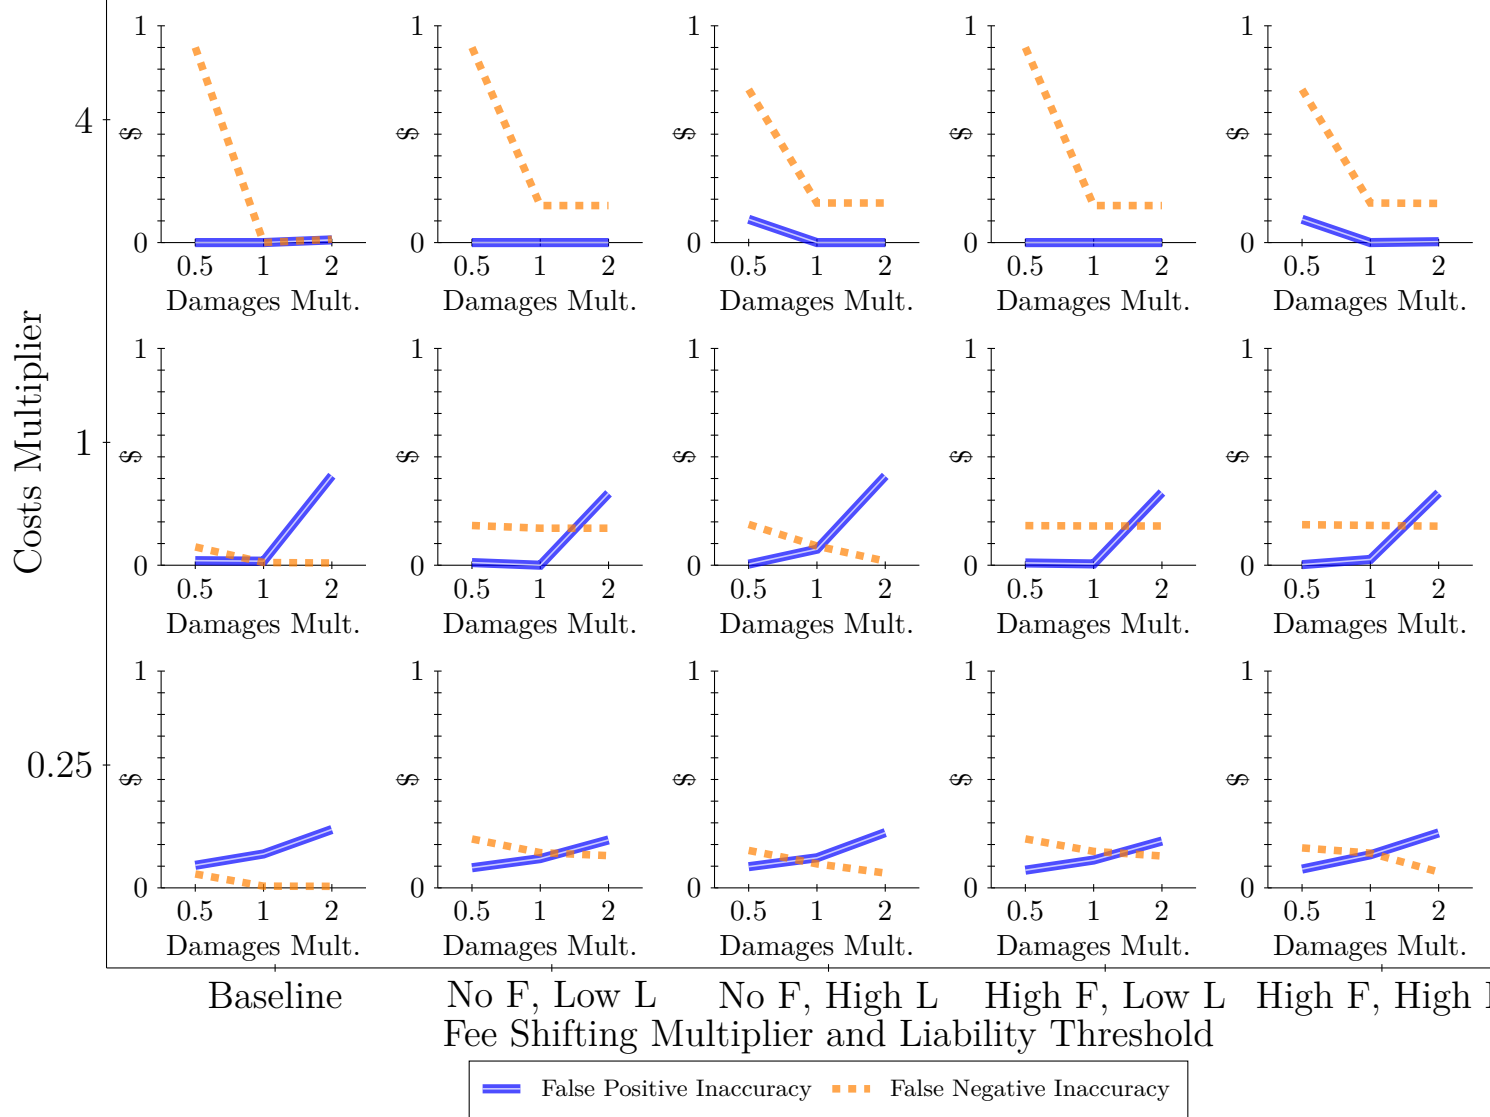 1 1 1 1 1
4
$ $ $ $ $
0 0 0 0 0
0.5 1 2 0.5 1 2 0.5 1 2 0.5 1 2 0.5 1 2
Damages Mult. Damages Mult. Damages Mult. Damages Mult. Damages Mult.
Costs Multiplier
1 1 1 1 1
1
$ $ $ $ $
0 0 0 0 0
0.5 1 2 0.5 1 2 0.5 1 2 0.5 1 2 0.5 1 2
Damages Mult. Damages Mult. Damages Mult. Damages Mult. Damages Mult.
1 1 1 1 1
0.25
$ $ $ $ $
0 0 0 0 0
0.5 1 2 0.5 1 2 0.5 1 2 0.5 1 2 0.5 1 2
Damages Mult. Damages Mult. Damages Mult. Damages Mult. Damages Mult.
Baseline No F, Low L No F, High L High F, Low L High F, High
Fee Shifting Multiplier and Liability Threshold
False Positive Inaccuracy False Negative Inaccuracy